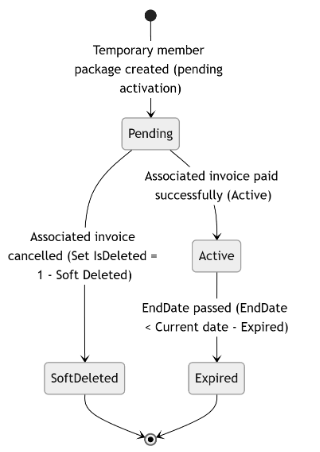 Temporary member
package created (pending
activation)
Pending
Associated invoice paid
successfully (Active)
Associated invoice
cancelled (Set IsDeleted =
1 - Soft Deleted)
Active
EndDate passed (EndDate
< Current date - Expired)
SoftDeleted
Expired